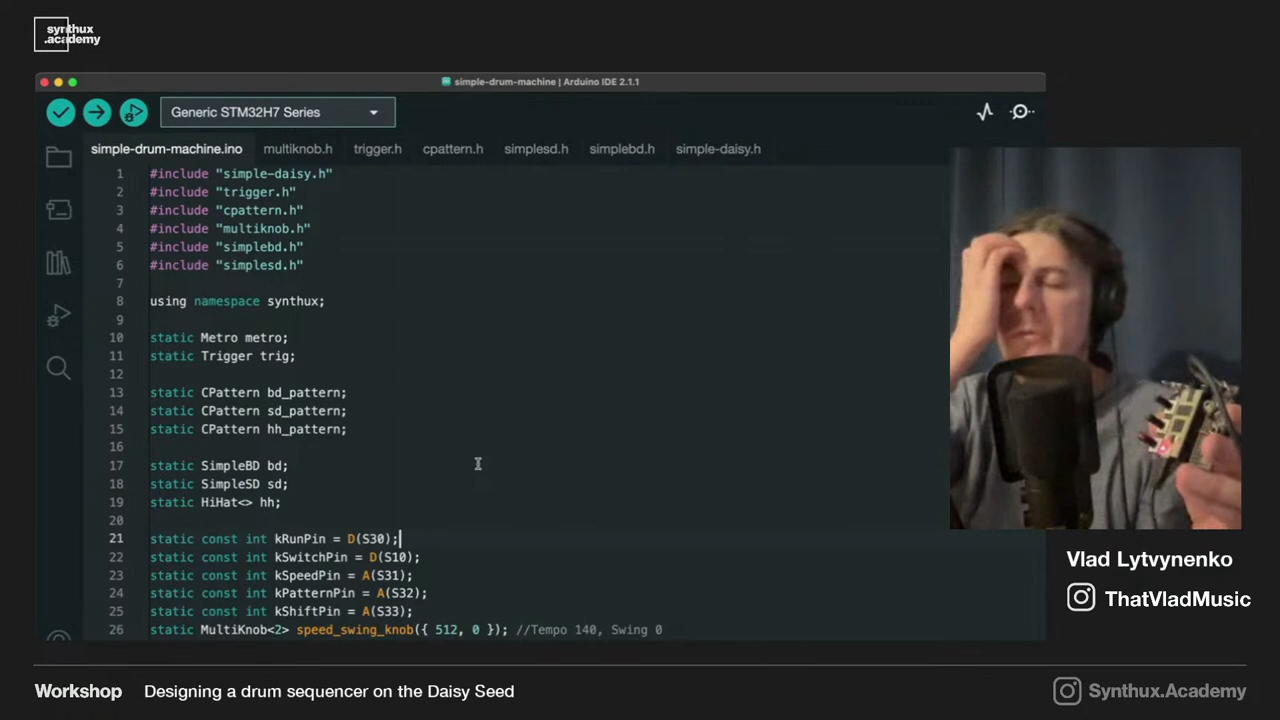 synthux
.academy
simple-drum-machine | Arduino IDE 2.1.1
Generic STM32H7 Series
simple-drum-machine.ino multiknob.h trigger.h cpattern.h simplesd.h simplebd.h simple-daisy.h
1 #include "simple-daisy.h"
2 #include "trigger.h"
3 #include "cpattern.h"
4 #include "multiknob.h"
5 #include "simplebd.h"
6 #include "simplesd.h"
7
8 using namespace synthux;
9
10 static Metro metro;
11 static Trigger trig;
12
13 static CPattern bd_pattern;
14 static CPattern sd_pattern;
15 static CPattern hh_pattern;
16
17 static SimpleBD bd;
18 static SimpleSD sd;
19 static HiHat<> hh;
20
21 static const int kRunPin = D(S30);
22 static const int kSwitchPin = D(S10);
23 static const int kSpeedPin = A(S31);
24 static const int kPatternPin = A(S32);
25 static const int kShiftPin = A(S33);
26 static MultiKnob<2> speed_swing_knob({ 512, 0 }); //Tempo 140, Swing 0
Vlad Lytvynenko
ThatVladMusic
Workshop Designing a drum sequencer on the Daisy Seed
Synthux.Academy